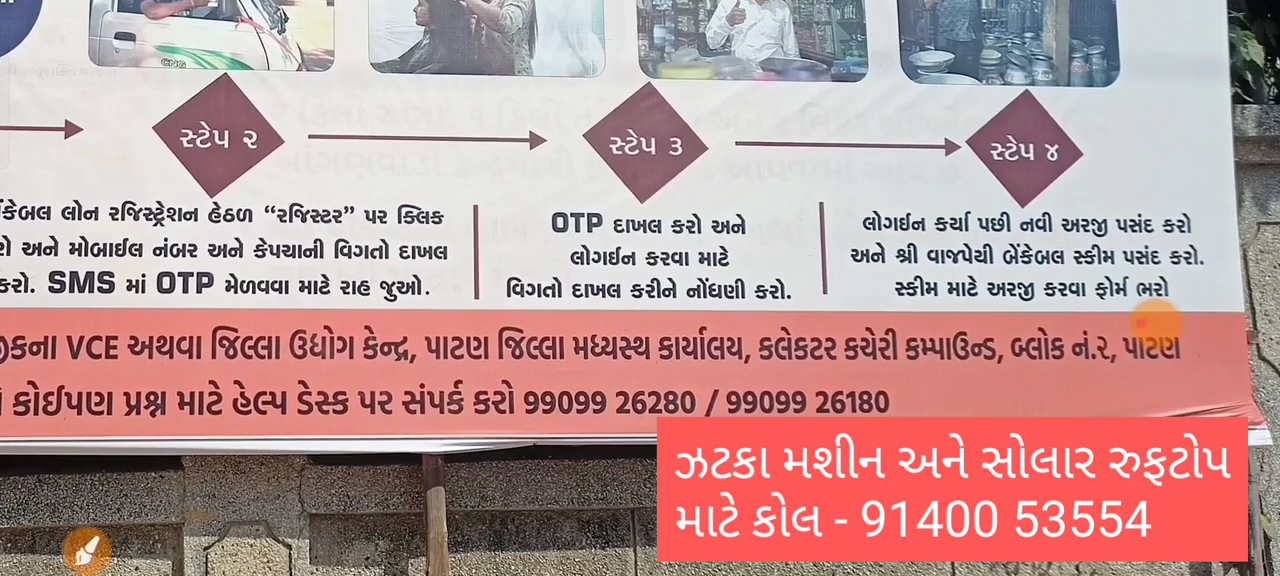 CNG
સ્ટેપ ૨
સ્ટેપ ૩
સ્ટેપ ૪
લોન રજિસ્ટ્રેશન હેઠળ “રજિસ્ટર” પર ક્લિક
અને મોબાઈલ નંબર અને કેપચાની વિગતો દાખલ
કરો. SMS માં OTP મેળવવા માટે રાહ જુઓ.
OTP દાખલ કરો અને
લોગઈન કરવા માટે
વિગતો દાખલ કરીને નોંધણી કરો.
લોગઈન કર્યા પછી નવી અરજી પસંદ કરો
અને શ્રી વાજપેયી બેંકેબલ સ્કીમ પસંદ કરો.
સ્કીમ માટે અરજી કરવા ફોર્મ ભરો
VCE અથવા જિલ્લા ઉદ્યોગ કેન્દ્ર, પાટણ જિલ્લા મધ્યસ્થ કાર્યાલય, કલેકટર કચેરી કમ્પાઉન્ડ, બ્લોક નં.૨, પાટણ
કોઈપણ પ્રશ્ન માટે હેલ્પ ડેસ્ક પર સંપર્ક કરો 99099 26280 / 99099 26180
ઝટકા મશીન અને સોલાર રુફટોપ
માટે કોલ - 91400 53554